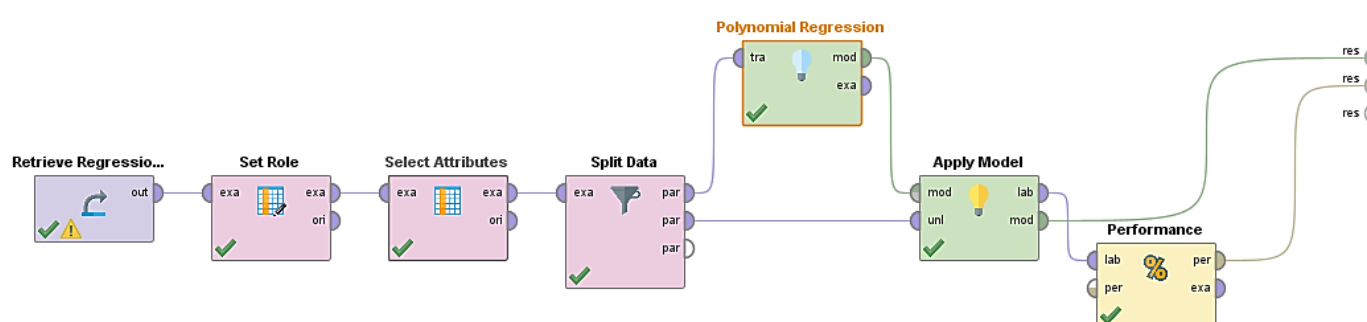 Polynomial Regression
tra mod
exa
res
res
res
Retrieve Regressio...
out
Set Role
exa exa
ori
Select Attributes
exa exa
ori
Split Data
exa par
par
par
Apply Model
mod lab
unl mod
Performance
%
lab per
per exa